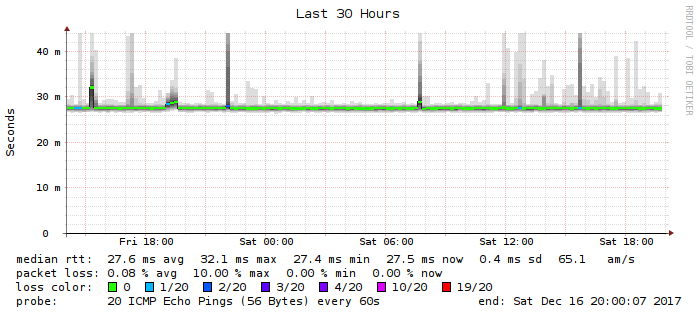 Last 30 Hours
RRDTOOL / TOBI OETIKER
Seconds
40 m
30 m
20 m
10 m
0
Fri 18:00 Sat 00:00 Sat 06:00 Sat 12:00 Sat 18:00
median rtt: 27.6 ms avg 32.1 ms max 27.4 ms min 27.5 ms now 0.4 ms sd 65.1 am/s
packet loss: 0.08 % avg 10.00 % max 0.00 % min 0.00 % now
loss color: 0 1/20 2/20 3/20 4/20 10/20 19/20
probe: 20 ICMP Echo Pings (56 Bytes) every 60s end: Sat Dec 16 20:00:07 2017